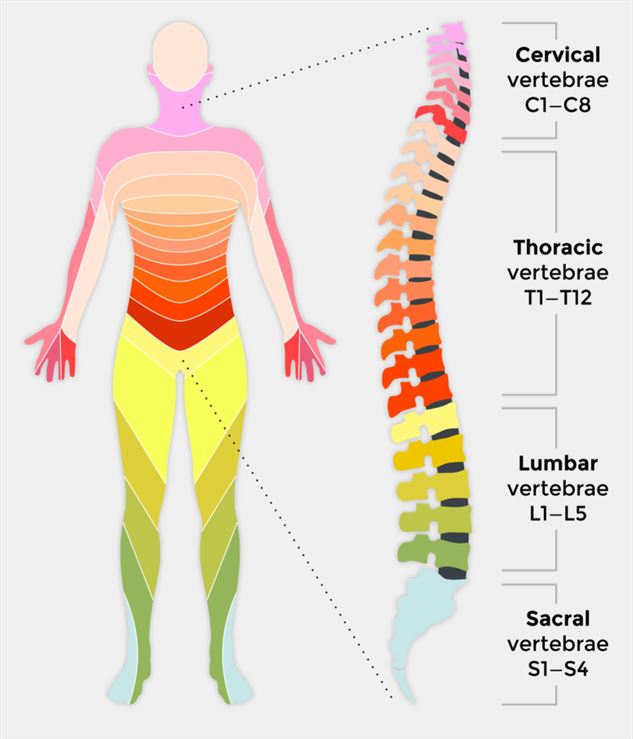 Cervical
vertebrae
C1–C8
Thoracic
vertebrae
T1–T12
Lumbar
vertebrae
L1–L5
Sacral
vertebrae
S1–S4